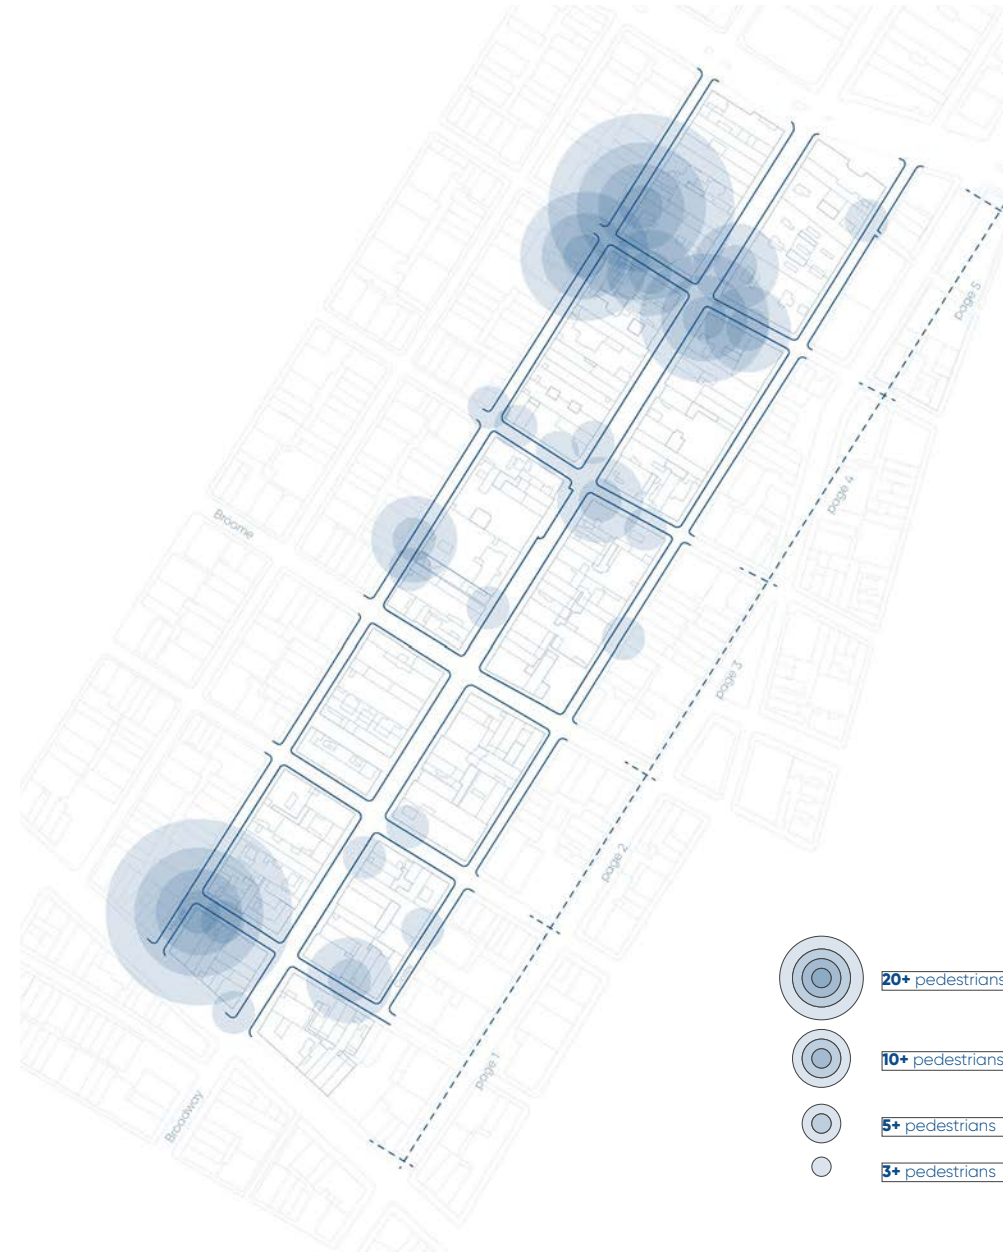 page 5
page 4
Broome
page 3
page 2
20+ pedestrians
10+ pedestrians
page 1
Broadway
5+ pedestrians
3+ pedestrians